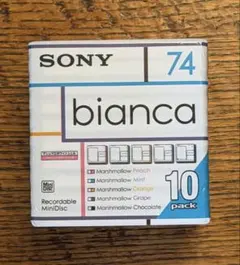 SONY 74
bianca
Marshmallow French
Marshmallow Mint
Marshmallow Orange
Marshmallow Grape
Marshmallow Chocolate
Recordable
MiniDisc
10
pack